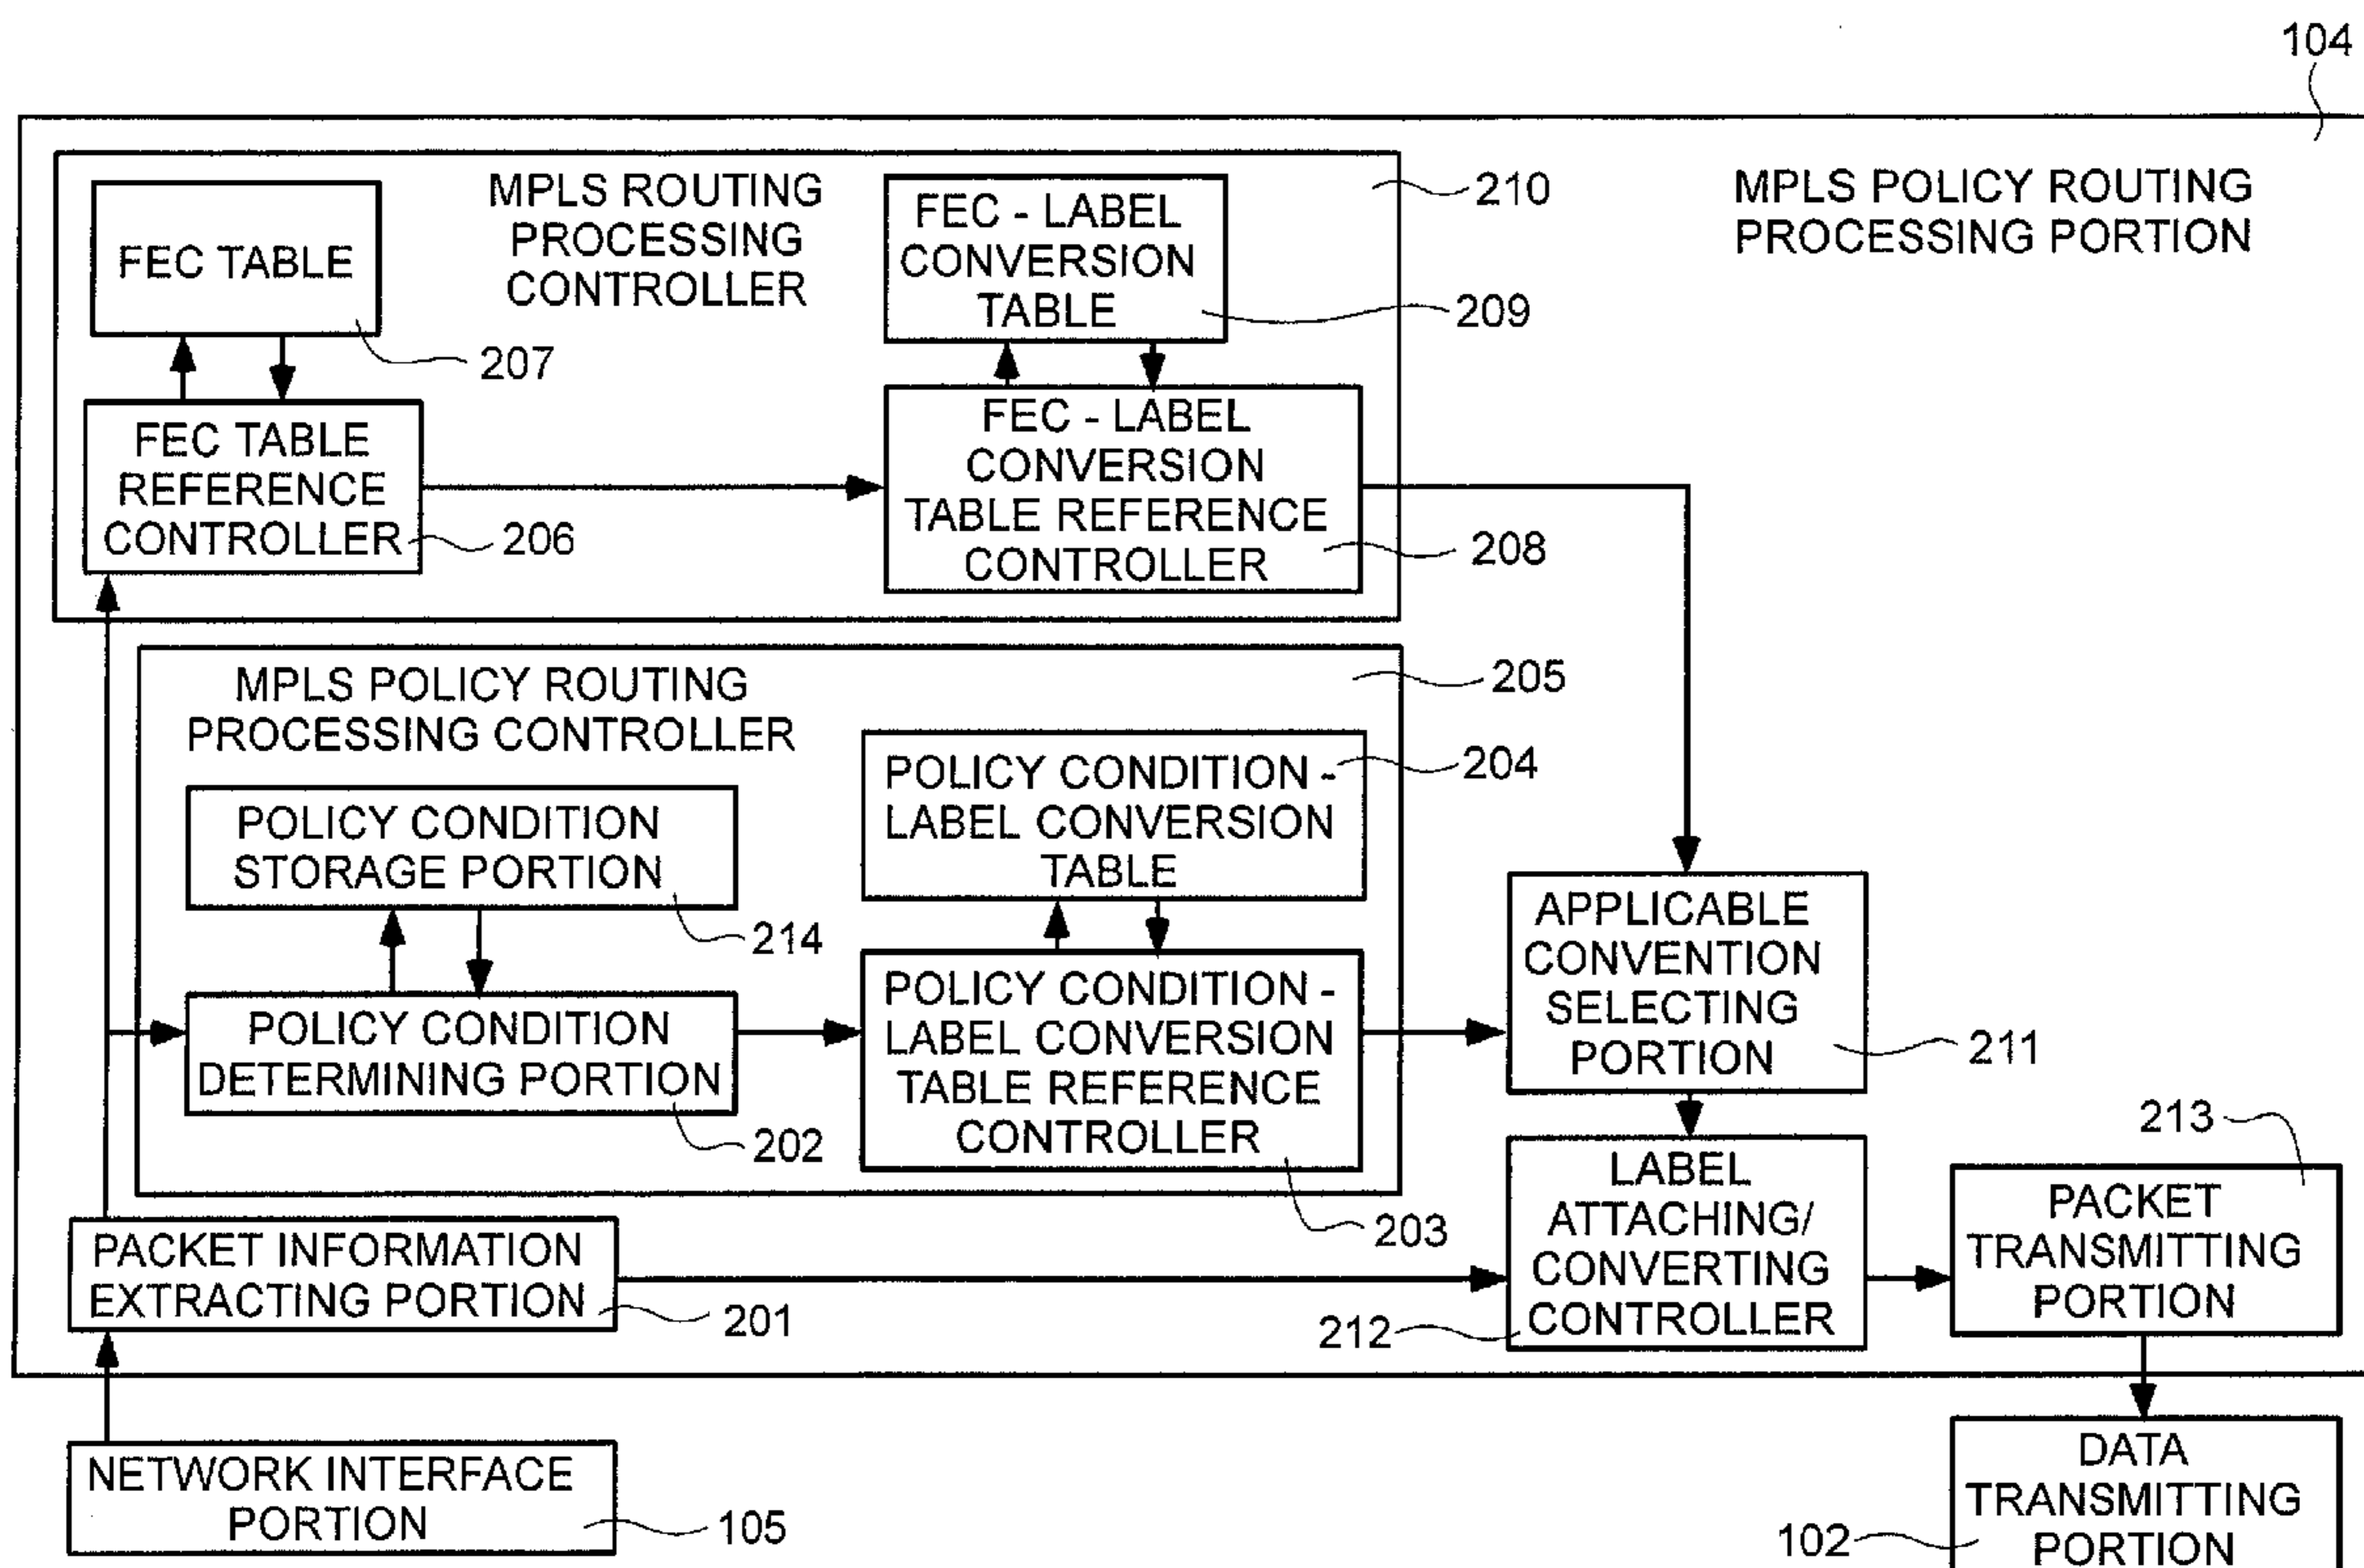 104
MPLS POLICY ROUTING
PROCESSING PORTION
MPLS ROUTING
PROCESSING
CONTROLLER
210
FEC TABLE
207
FEC - LABEL
CONVERSION
TABLE
209
FEC TABLE
REFERENCE
CONTROLLER
206
FEC - LABEL
CONVERSION
TABLE REFERENCE
CONTROLLER
208
MPLS POLICY ROUTING
PROCESSING CONTROLLER
205
POLICY CONDITION
STORAGE PORTION
214
POLICY CONDITION -
LABEL CONVERSION
TABLE
204
POLICY CONDITION
DETERMINING PORTION
202
POLICY CONDITION -
LABEL CONVERSION
TABLE REFERENCE
CONTROLLER
203
APPLICABLE
CONVENTION
SELECTING
PORTION
211
PACKET INFORMATION
EXTRACTING PORTION
201
LABEL
ATTACHING/
CONVERTING
CONTROLLER
212
213
PACKET
TRANSMITTING
PORTION
NETWORK INTERFACE
PORTION
105
DATA
TRANSMITTING
PORTION
102